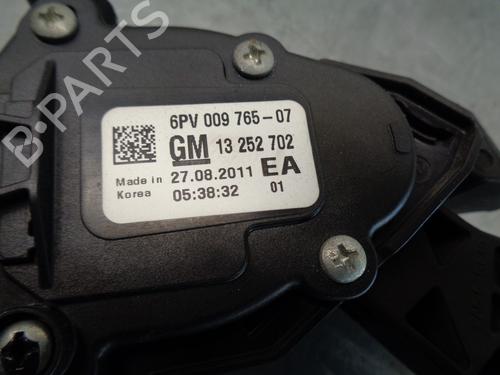 6PV 009 765-07
GM 13 252 702
Made in 27.08.2011 EA
Korea 05:38:32 01
B-PARTS